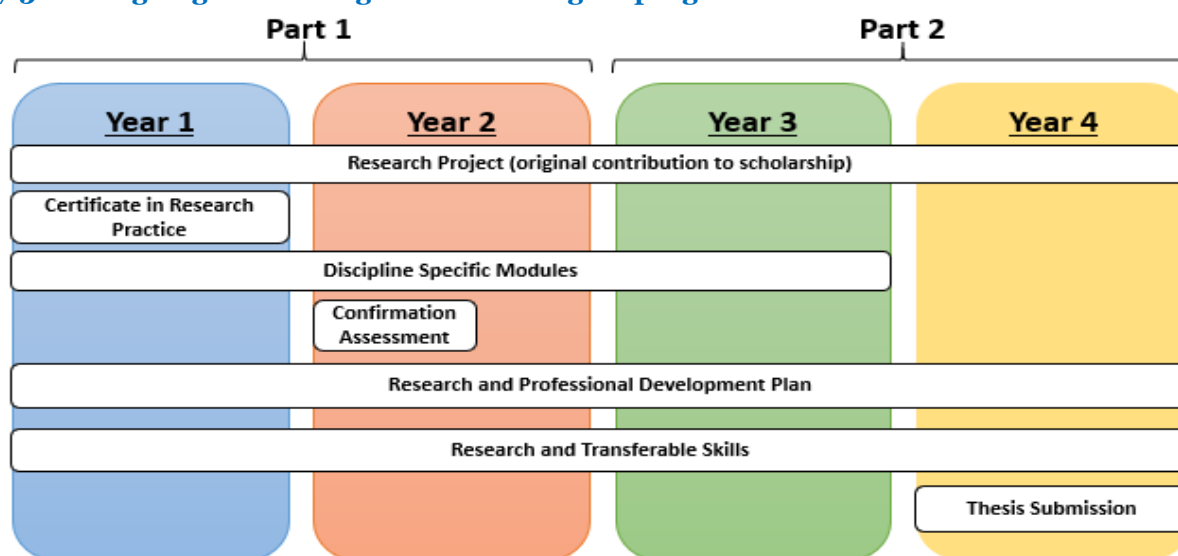 Part 1
Part 2
Year 1
Year 2
Year 3
Year 4
Research Project (original contribution to scholarship)
Certificate in Research
Practice
Discipline Specific Modules
Confirmation
Assessment
Research and Professional Development Plan
Research and Transferable Skills
Thesis Submission